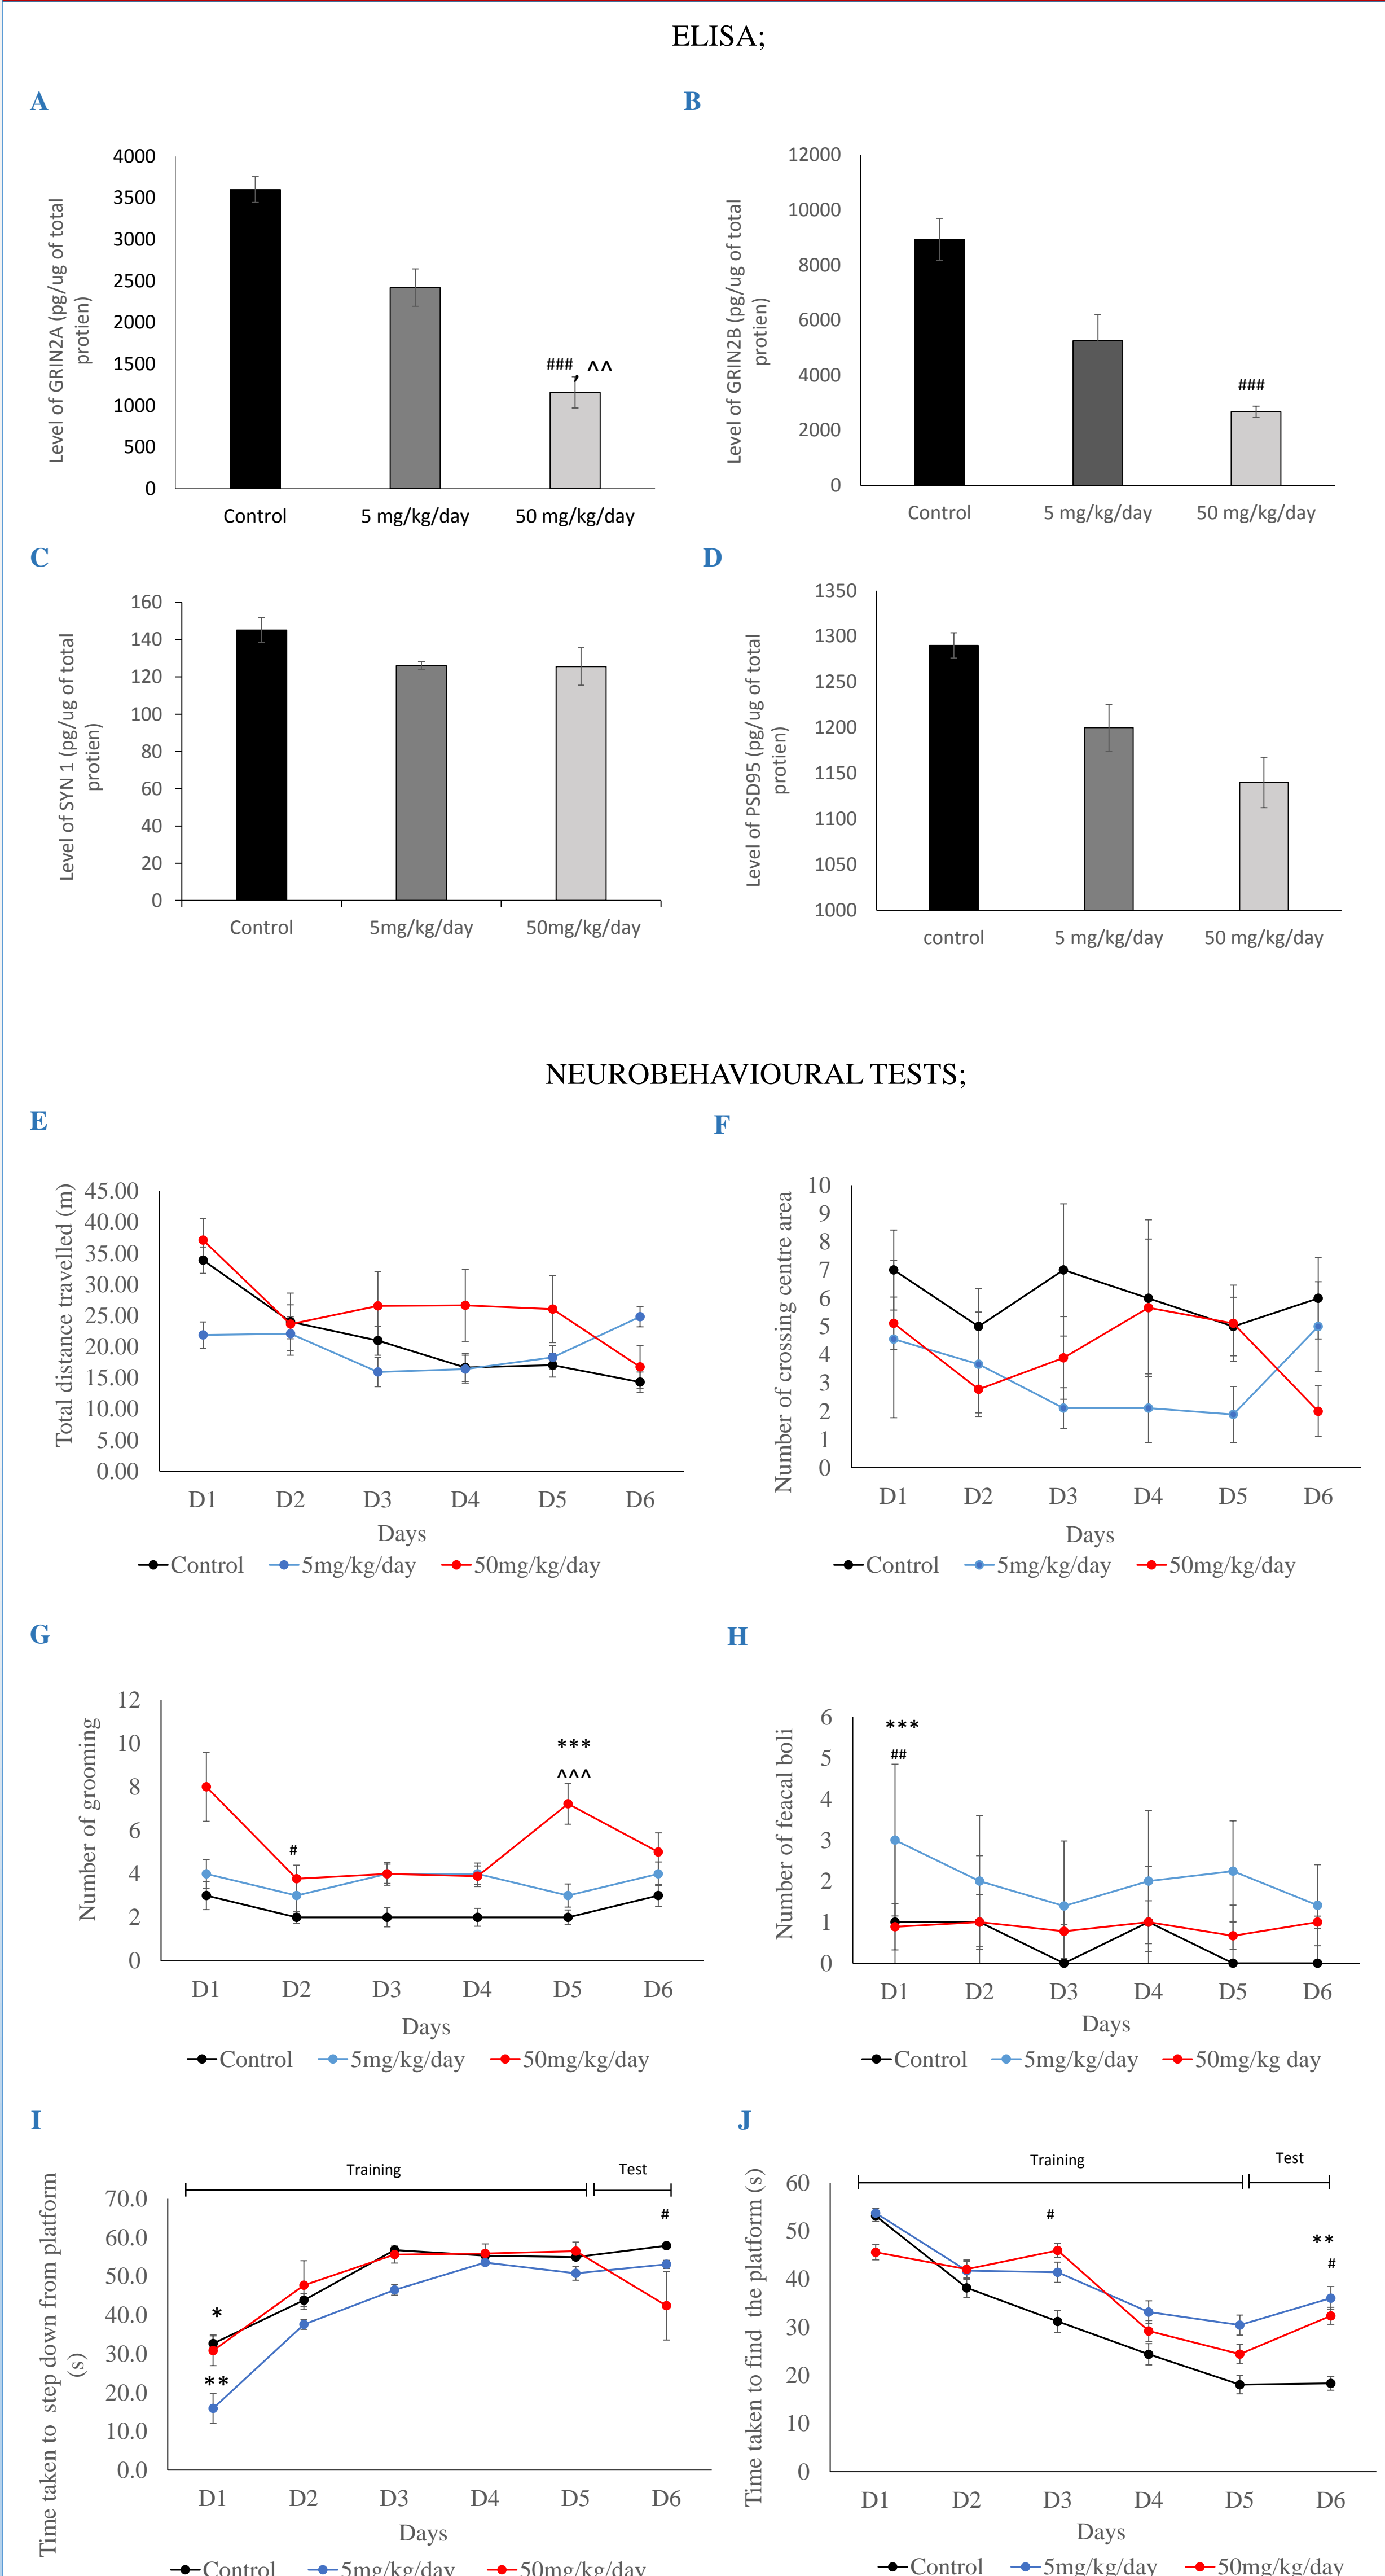 ELISA;
A
4000
3500
3000
2500
2000
1500
1000
500
0
Level of GRIN2A (pg/ug of total
protien)
###, ^^
Control 5 mg/kg/day 50 mg/kg/day
B
12000
10000
8000
6000
4000
2000
0
Level of GRIN2B (pg/ug of total
protien)
###
Control 5 mg/kg/day 50 mg/kg/day
C
160
140
120
100
80
60
40
20
0
Level of SYN 1 (pg/ug of total
protien)
Control 5mg/kg/day 50mg/kg/day
D
1350
1300
1250
1200
1150
1100
1050
1000
Level of PSD95 (pg/ug of total
protien)
control 5 mg/kg/day 50 mg/kg/day
NEUROBEHAVIOURAL TESTS;
E
45.00
40.00
35.00
30.00
25.00
20.00
15.00
10.00
5.00
0.00
Total distance travelled (m)
D1 D2 D3 D4 D5 D6
Days
Control 5mg/kg/day 50mg/kg/day
F
10
9
8
7
6
5
4
3
2
1
0
Number of crossing centre area
D1 D2 D3 D4 D5 D6
Days
Control 5mg/kg/day 50mg/kg/day
G
12
10
8
6
4
2
0
Number of grooming
#
***
^^^
D1 D2 D3 D4 D5 D6
Days
Control 5mg/kg/day 50mg/kg/day
H
6
5
4
3
2
1
0
Number of feacal boli
***
##
D1 D2 D3 D4 D5 D6
Days
Control 5mg/kg/day 50mg/kg day
I
Training Test
70.0
60.0
50.0
40.0
30.0
20.0
10.0
0.0
Time taken to step down from platform
(s)
#
*
**
D1 D2 D3 D4 D5 D6
Days
Control 5mg/kg/day 50mg/kg/day
J
Training Test
60
50
40
30
20
10
0
Time taken to find the platform (s)
#
**
#
D1 D2 D3 D4 D5 D6
Days
Control 5mg/kg/day 50mg/kg/day